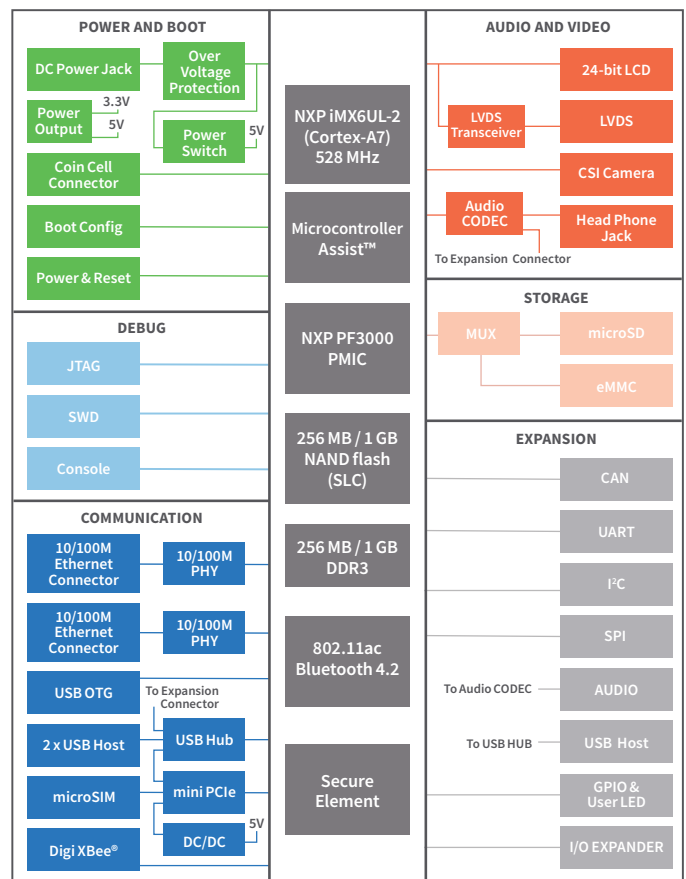 POWER AND BOOT
DC Power Jack
Over
Voltage
Protection
Power
Output
3.3V
5V
Power
Switch
5V
Coin Cell
Connector
Boot Config
Power & Reset
DEBUG
JTAG
SWD
Console
COMMUNICATION
10/100M
Ethernet
Connector
10/100M
PHY
10/100M
Ethernet
Connector
10/100M
PHY
USB OTG
To Expansion
Connector
2 x USB Host
USB Hub
microSIM
mini PCIe
Digi XBee®
DC/DC
5V
NXP iMX6UL-2
(Cortex-A7)
528 MHz
Microcontroller
Assist™
NXP PF3000
PMIC
256 MB / 1 GB
NAND flash
(SLC)
256 MB / 1 GB
DDR3
802.11ac
Bluetooth 4.2
Secure
Element
AUDIO AND VIDEO
24-bit LCD
LVDS
Transceiver
LVDS
CSI Camera
Audio
CODEC
Head Phone
Jack
To Expansion Connector
STORAGE
MUX
microSD
eMMC
EXPANSION
CAN
UART
I²C
SPI
To Audio CODEC
AUDIO
To USB HUB
USB Host
GPIO &
User LED
I/O EXPANDER